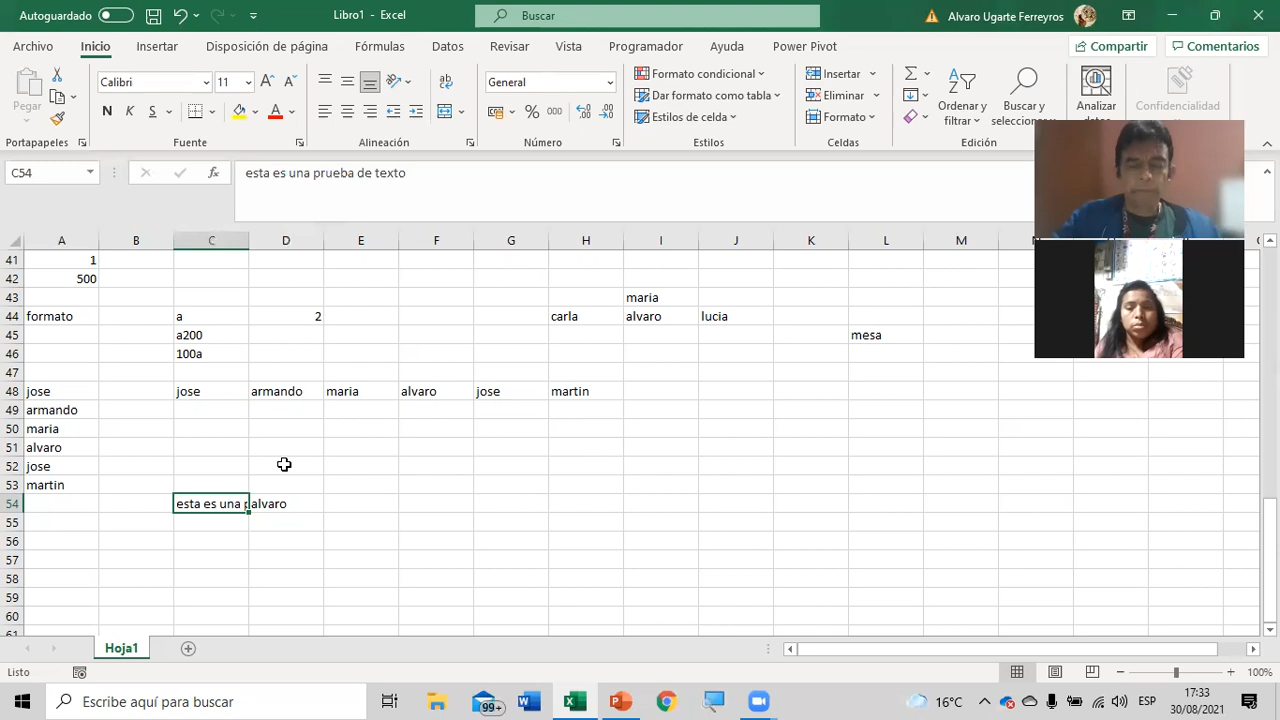 Autoguardado
Libro1 - Excel
Buscar
Alvaro Ugarte Ferreyros
Archivo Inicio Insertar Disposición de página Fórmulas Datos Revisar Vista Programador Ayuda Power Pivot
Compartir Comentarios
Pegar
Calibri 11
N K S
General
% 000
Formato condicional
Dar formato como tabla
Estilos de celda
Insertar
Eliminar
Formato
Ordenar y filtrar
Buscar y seleccionar
Analizar datos
Confidencialidad
Portapapeles Fuente Alineación Número Estilos Celdas Edición
C54 fx esta es una prueba de texto
A B C D E F G H I J K L M
41 1
42 500
43 maria
44 formato a 2 carla alvaro lucia
45 a200 mesa
46 100a
47
48 jose jose armando maria alvaro jose martin
49 armando
50 maria
51 alvaro
52 jose
53 martin
54 esta es una p alvaro
55
56
57
58
59
60
61
Hoja1
Listo
100%
Escribe aquí para buscar
99+
16°C
ESP
17:33
30/08/2021